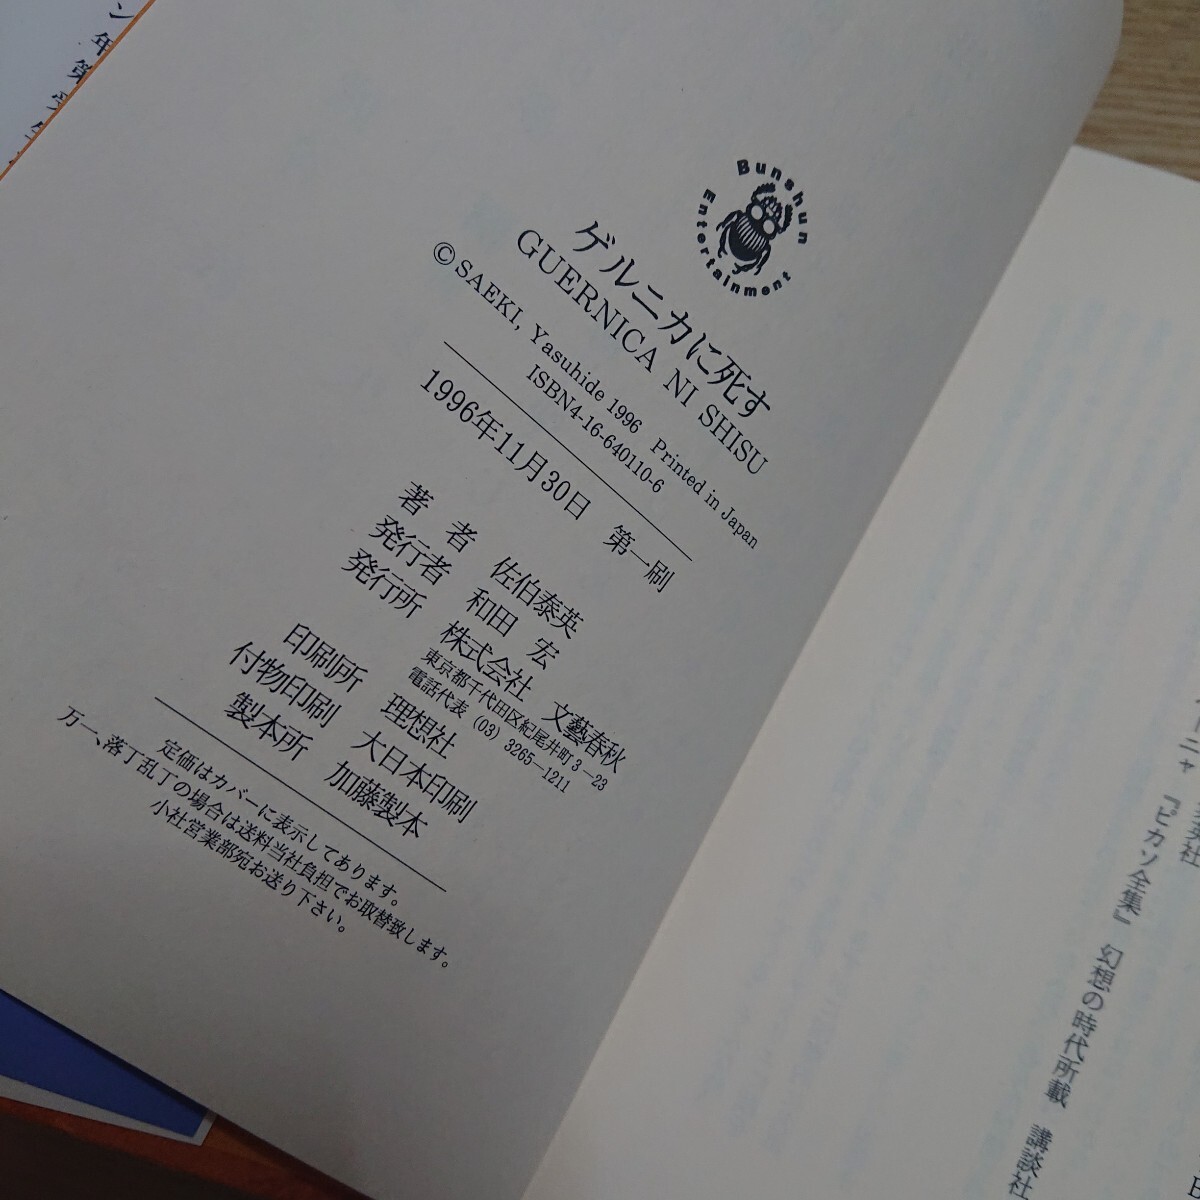 Bunshun
Entertainment
ゲルニカに死す
GUERNICA NI SHISU
© SAEKI, Yasuhide 1996 Printed in Japan
ISBN4-16-640110-6
1996年11月30日 第一刷
著者 佐伯泰英
発行者 和田 宏
発行所 株式会社 文藝春秋
東京都千代田区紀尾井町3―23
電話代表 (03) 3265―1211
印刷所 理想社
付物印刷 大日本印刷
製本所 加藤製本
定価はカバーに表示してあります。
万一、落丁乱丁の場合は送料当社負担でお取替致します。
小社営業部宛お送り下さい。
『ピカソ全集』 幻想の時代所載 講談社